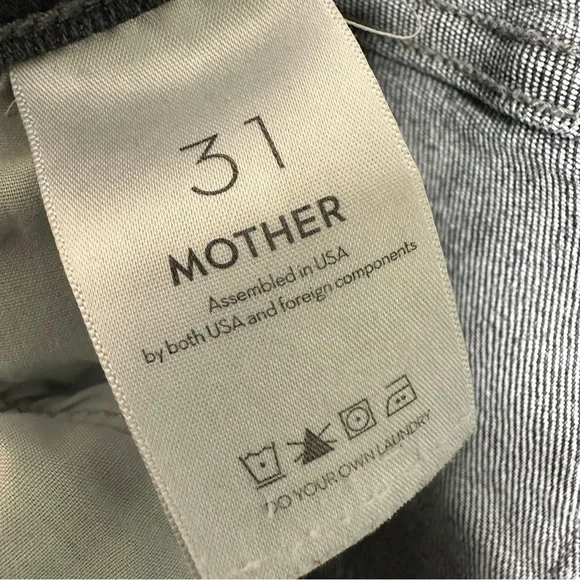 31
MOTHER
Assembled in USA
by both USA and foreign components
DO YOUR OWN LAUNDRY